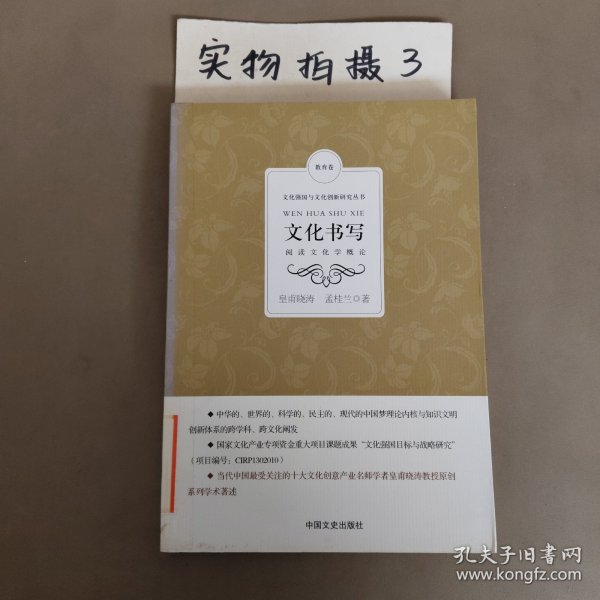 实物拍摄3
教育卷
文化强国与文化创新研究丛书
WEN HUA SHU XIE
文化书写
阅读文化学概论
皇甫晓涛 孟桂兰◎著
◆中华的、世界的、科学的、民主的、现代的中国梦理论内核与知识文明
创新体系的跨学科、跨文化阐发
◆国家文化产业专项资金重大项目课题成果“文化强国目标与战略研究”
（项目编号：CIRP1302010）
◆当代中国最受关注的十大文化创意产业名师学者皇甫晓涛教授原创
系列学术著述
中国文史出版社
孔夫子旧书网
www.kongfz.com